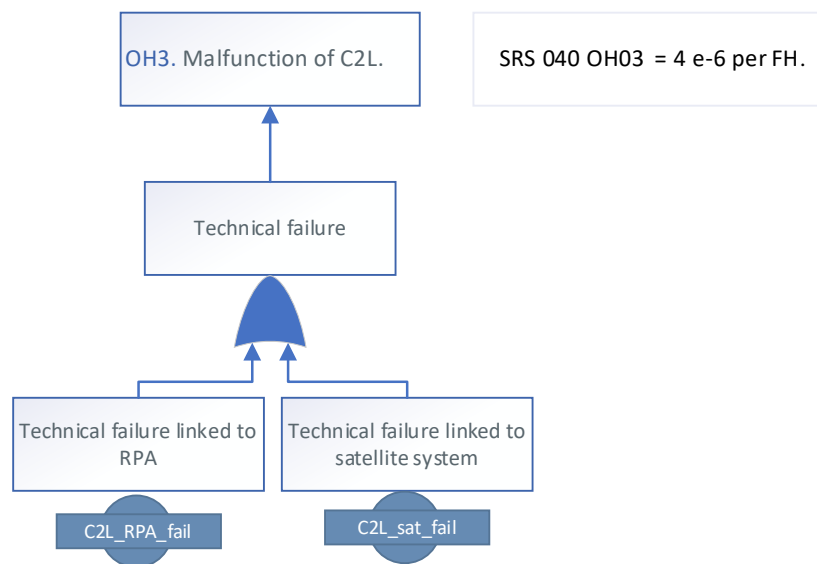 OH3. Malfunction of C2L.
SRS 040 OH03 = 4 e-6 per FH.
Technical failure
Technical failure linked to
RPA
Technical failure linked to
satellite system
C2L_RPA_fail
C2L_sat_fail